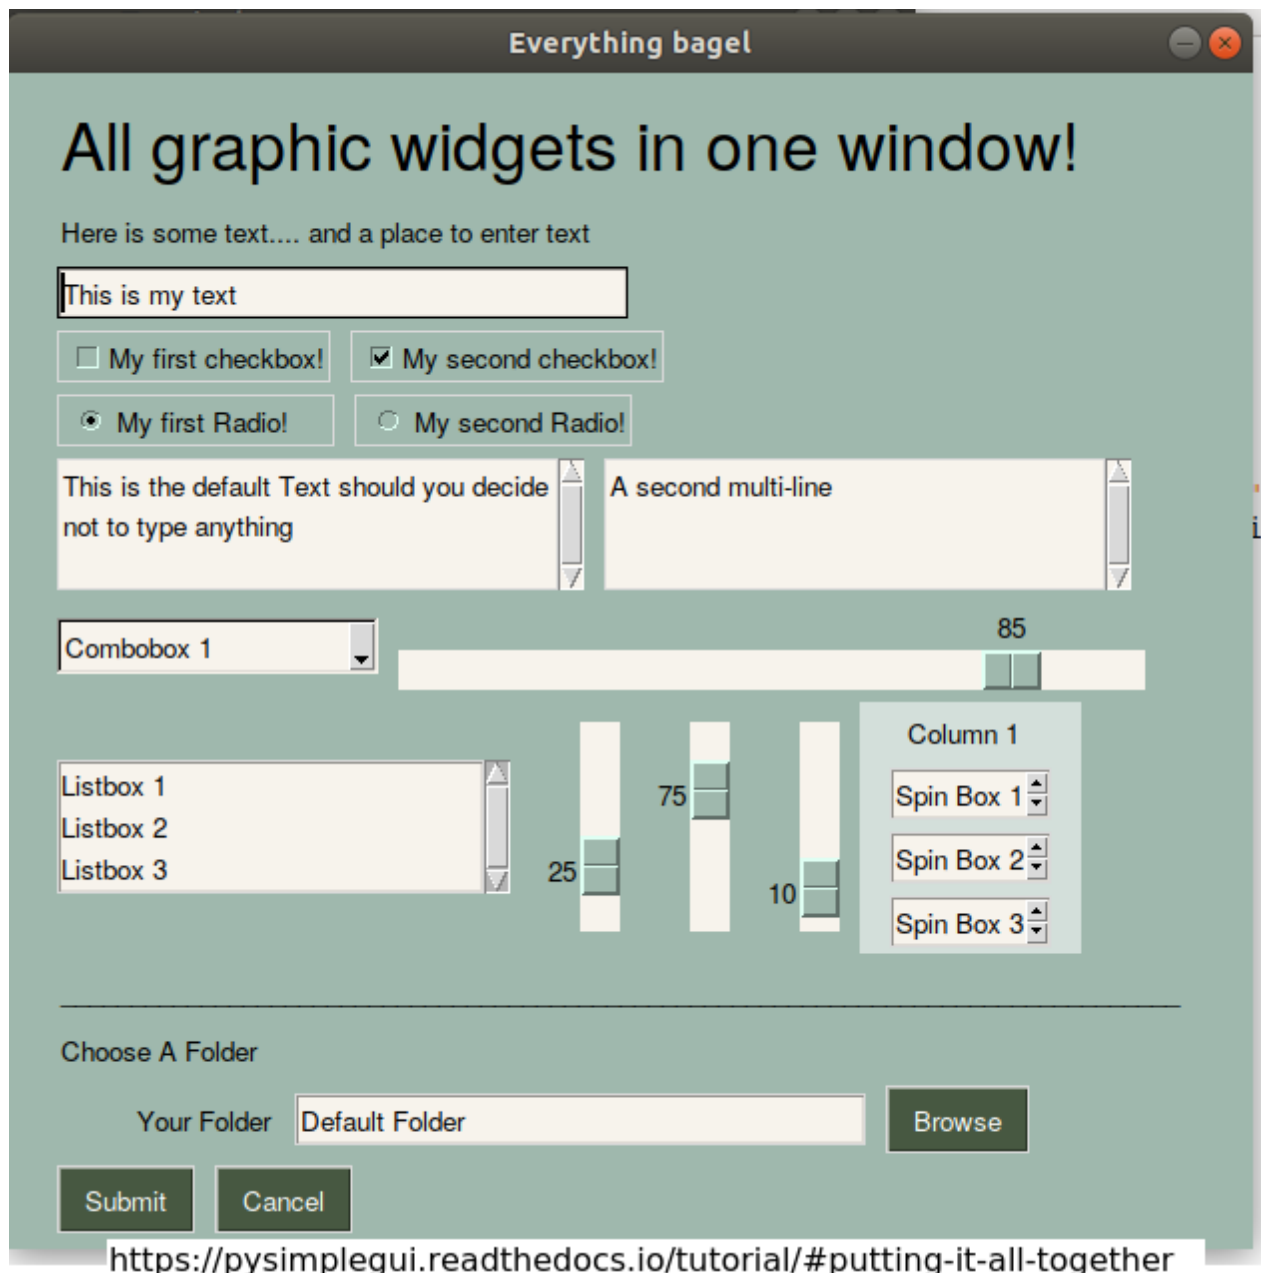 Everything bagel
All graphic widgets in one window!
Here is some text.... and a place to enter text
This is my text
My first checkbox! My second checkbox!
My first Radio! My second Radio!
This is the default Text should you decide
not to type anything
A second multi-line
85
Combobox 1
Column 1
Listbox 1
Listbox 2
Listbox 3
25
75
10
Spin Box 1
Spin Box 2
Spin Box 3
Choose A Folder
Your Folder Default Folder Browse
Submit Cancel
https://pysimplegui.readthedocs.io/tutorial/#putting-it-all-together